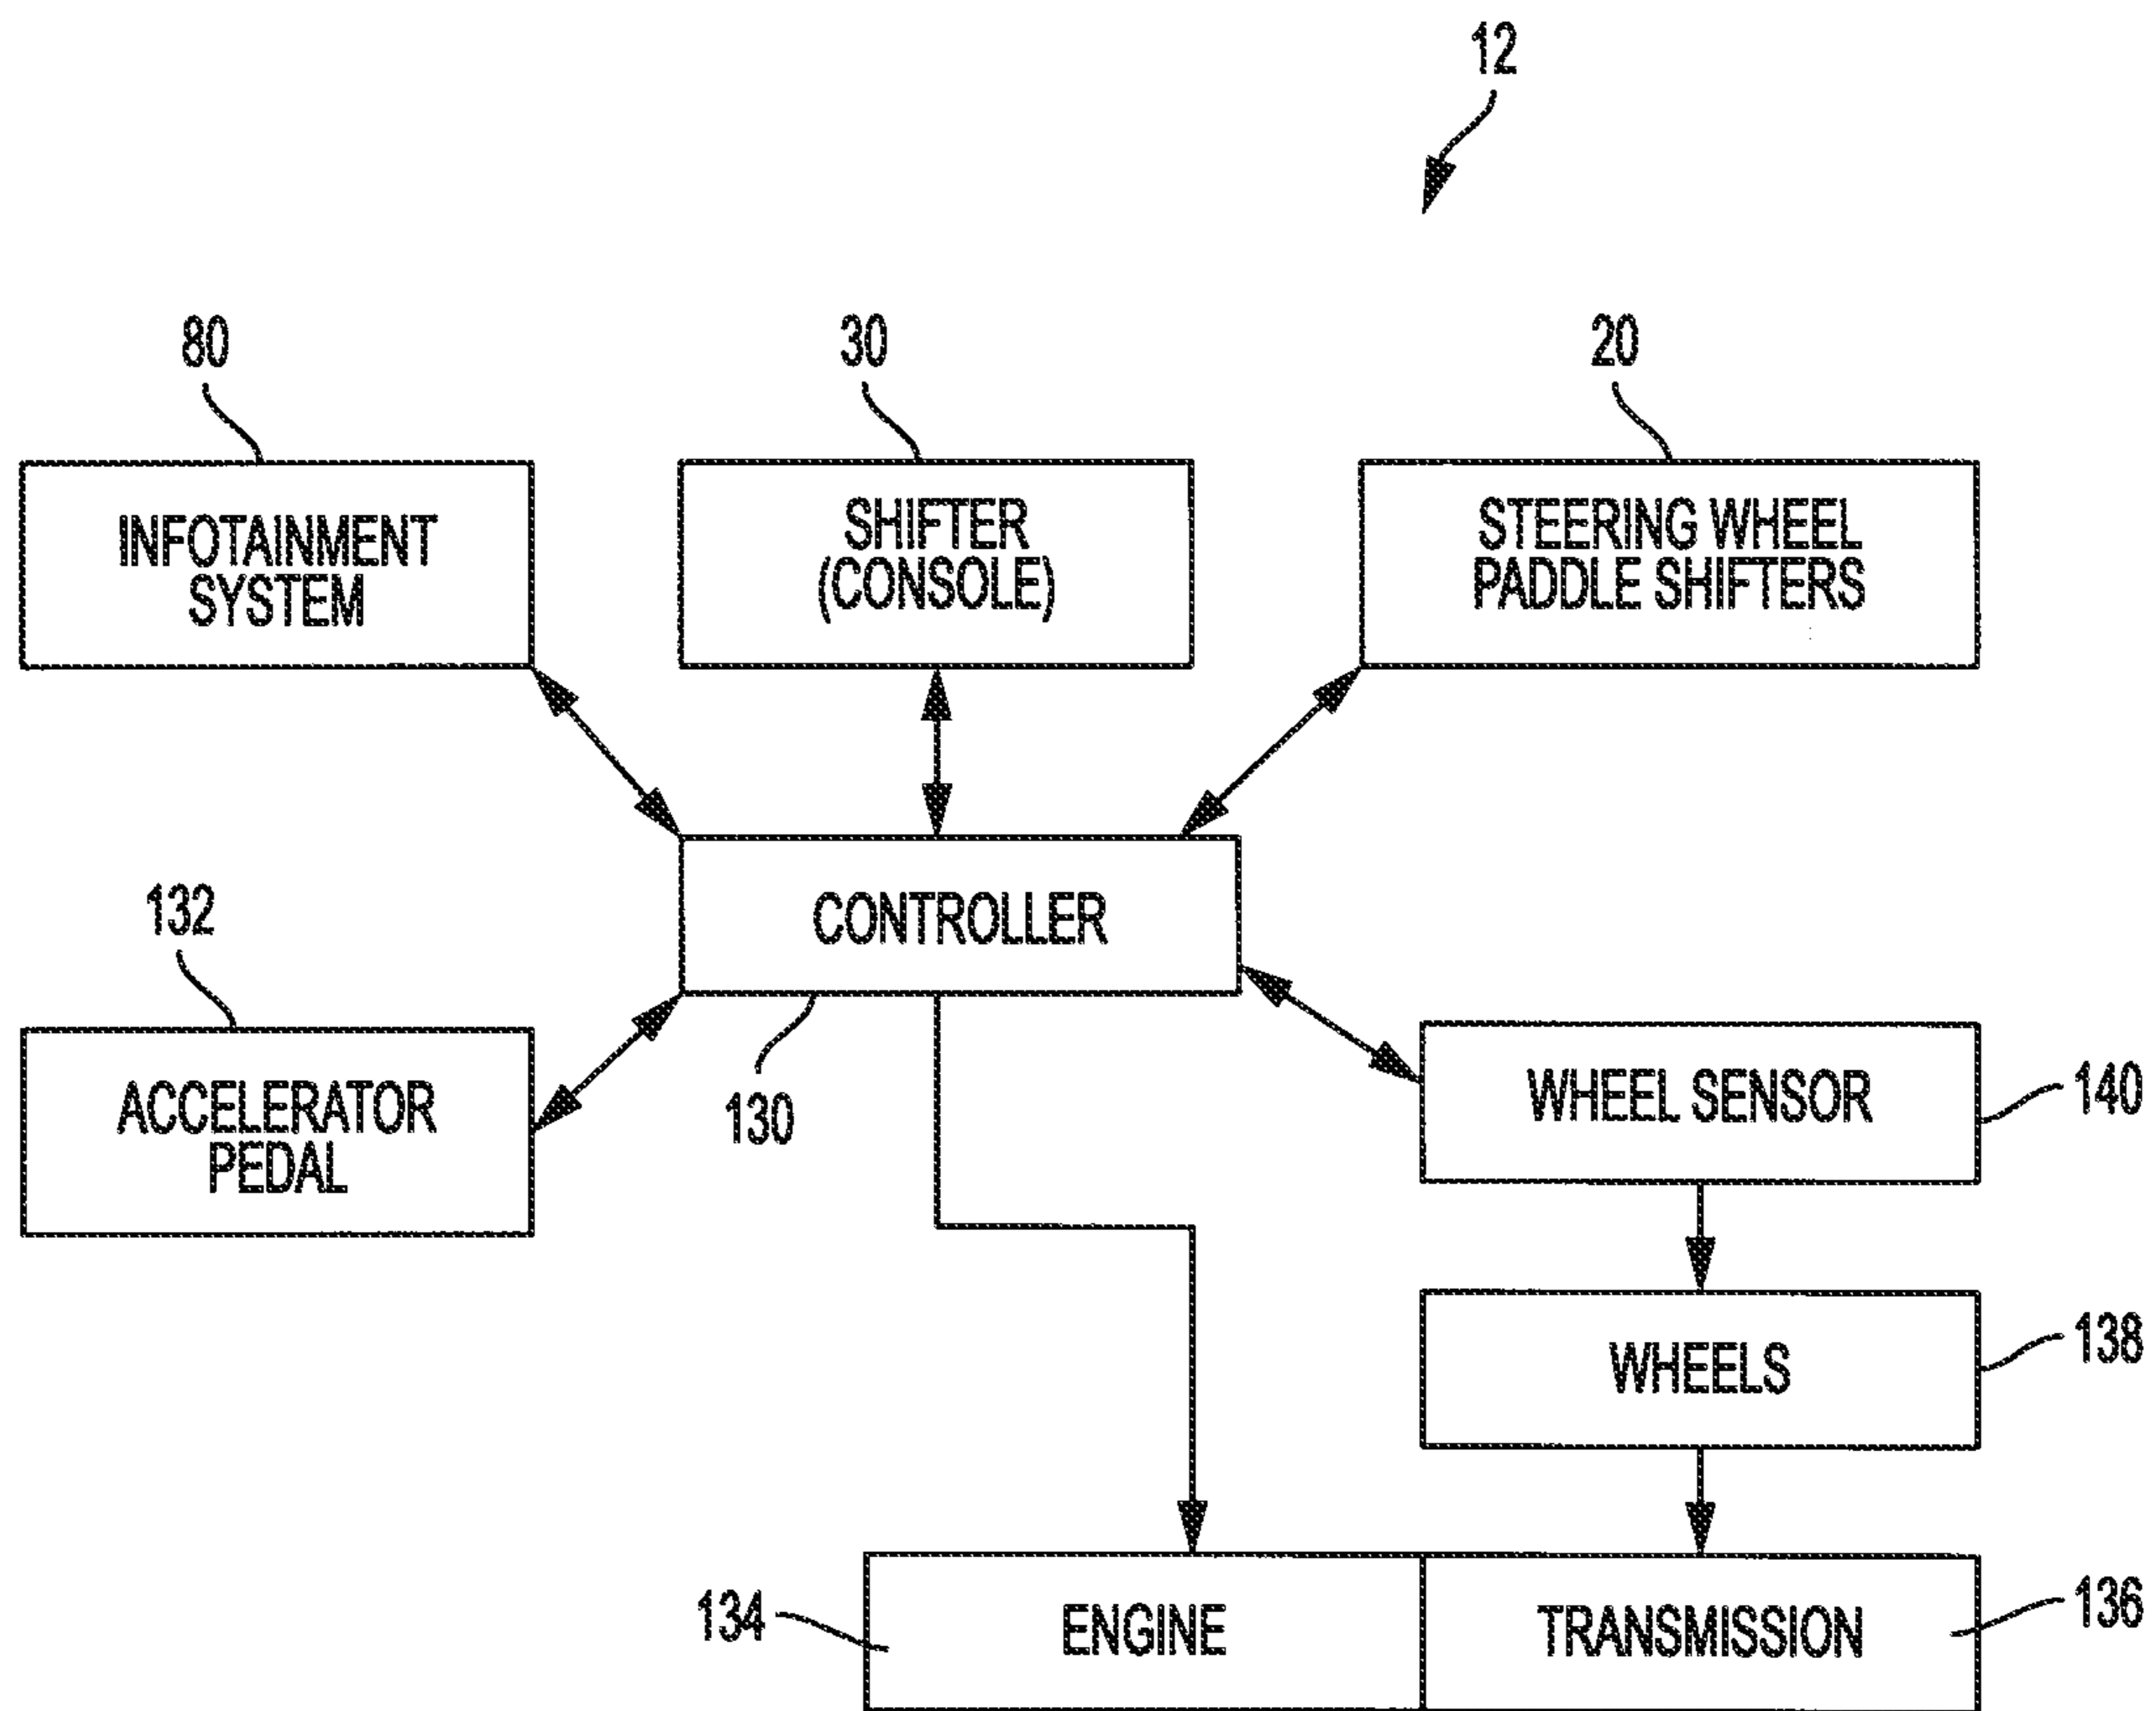 12
80
30
20
INFOTAINMENT
SYSTEM
SHIFTER
(CONSOLE)
STEERING WHEEL
PADDLE SHIFTERS
CONTROLLER
132
130
ACCELERATOR
PEDAL
WHEEL SENSOR
140
WHEELS
138
134
ENGINE
TRANSMISSION
136